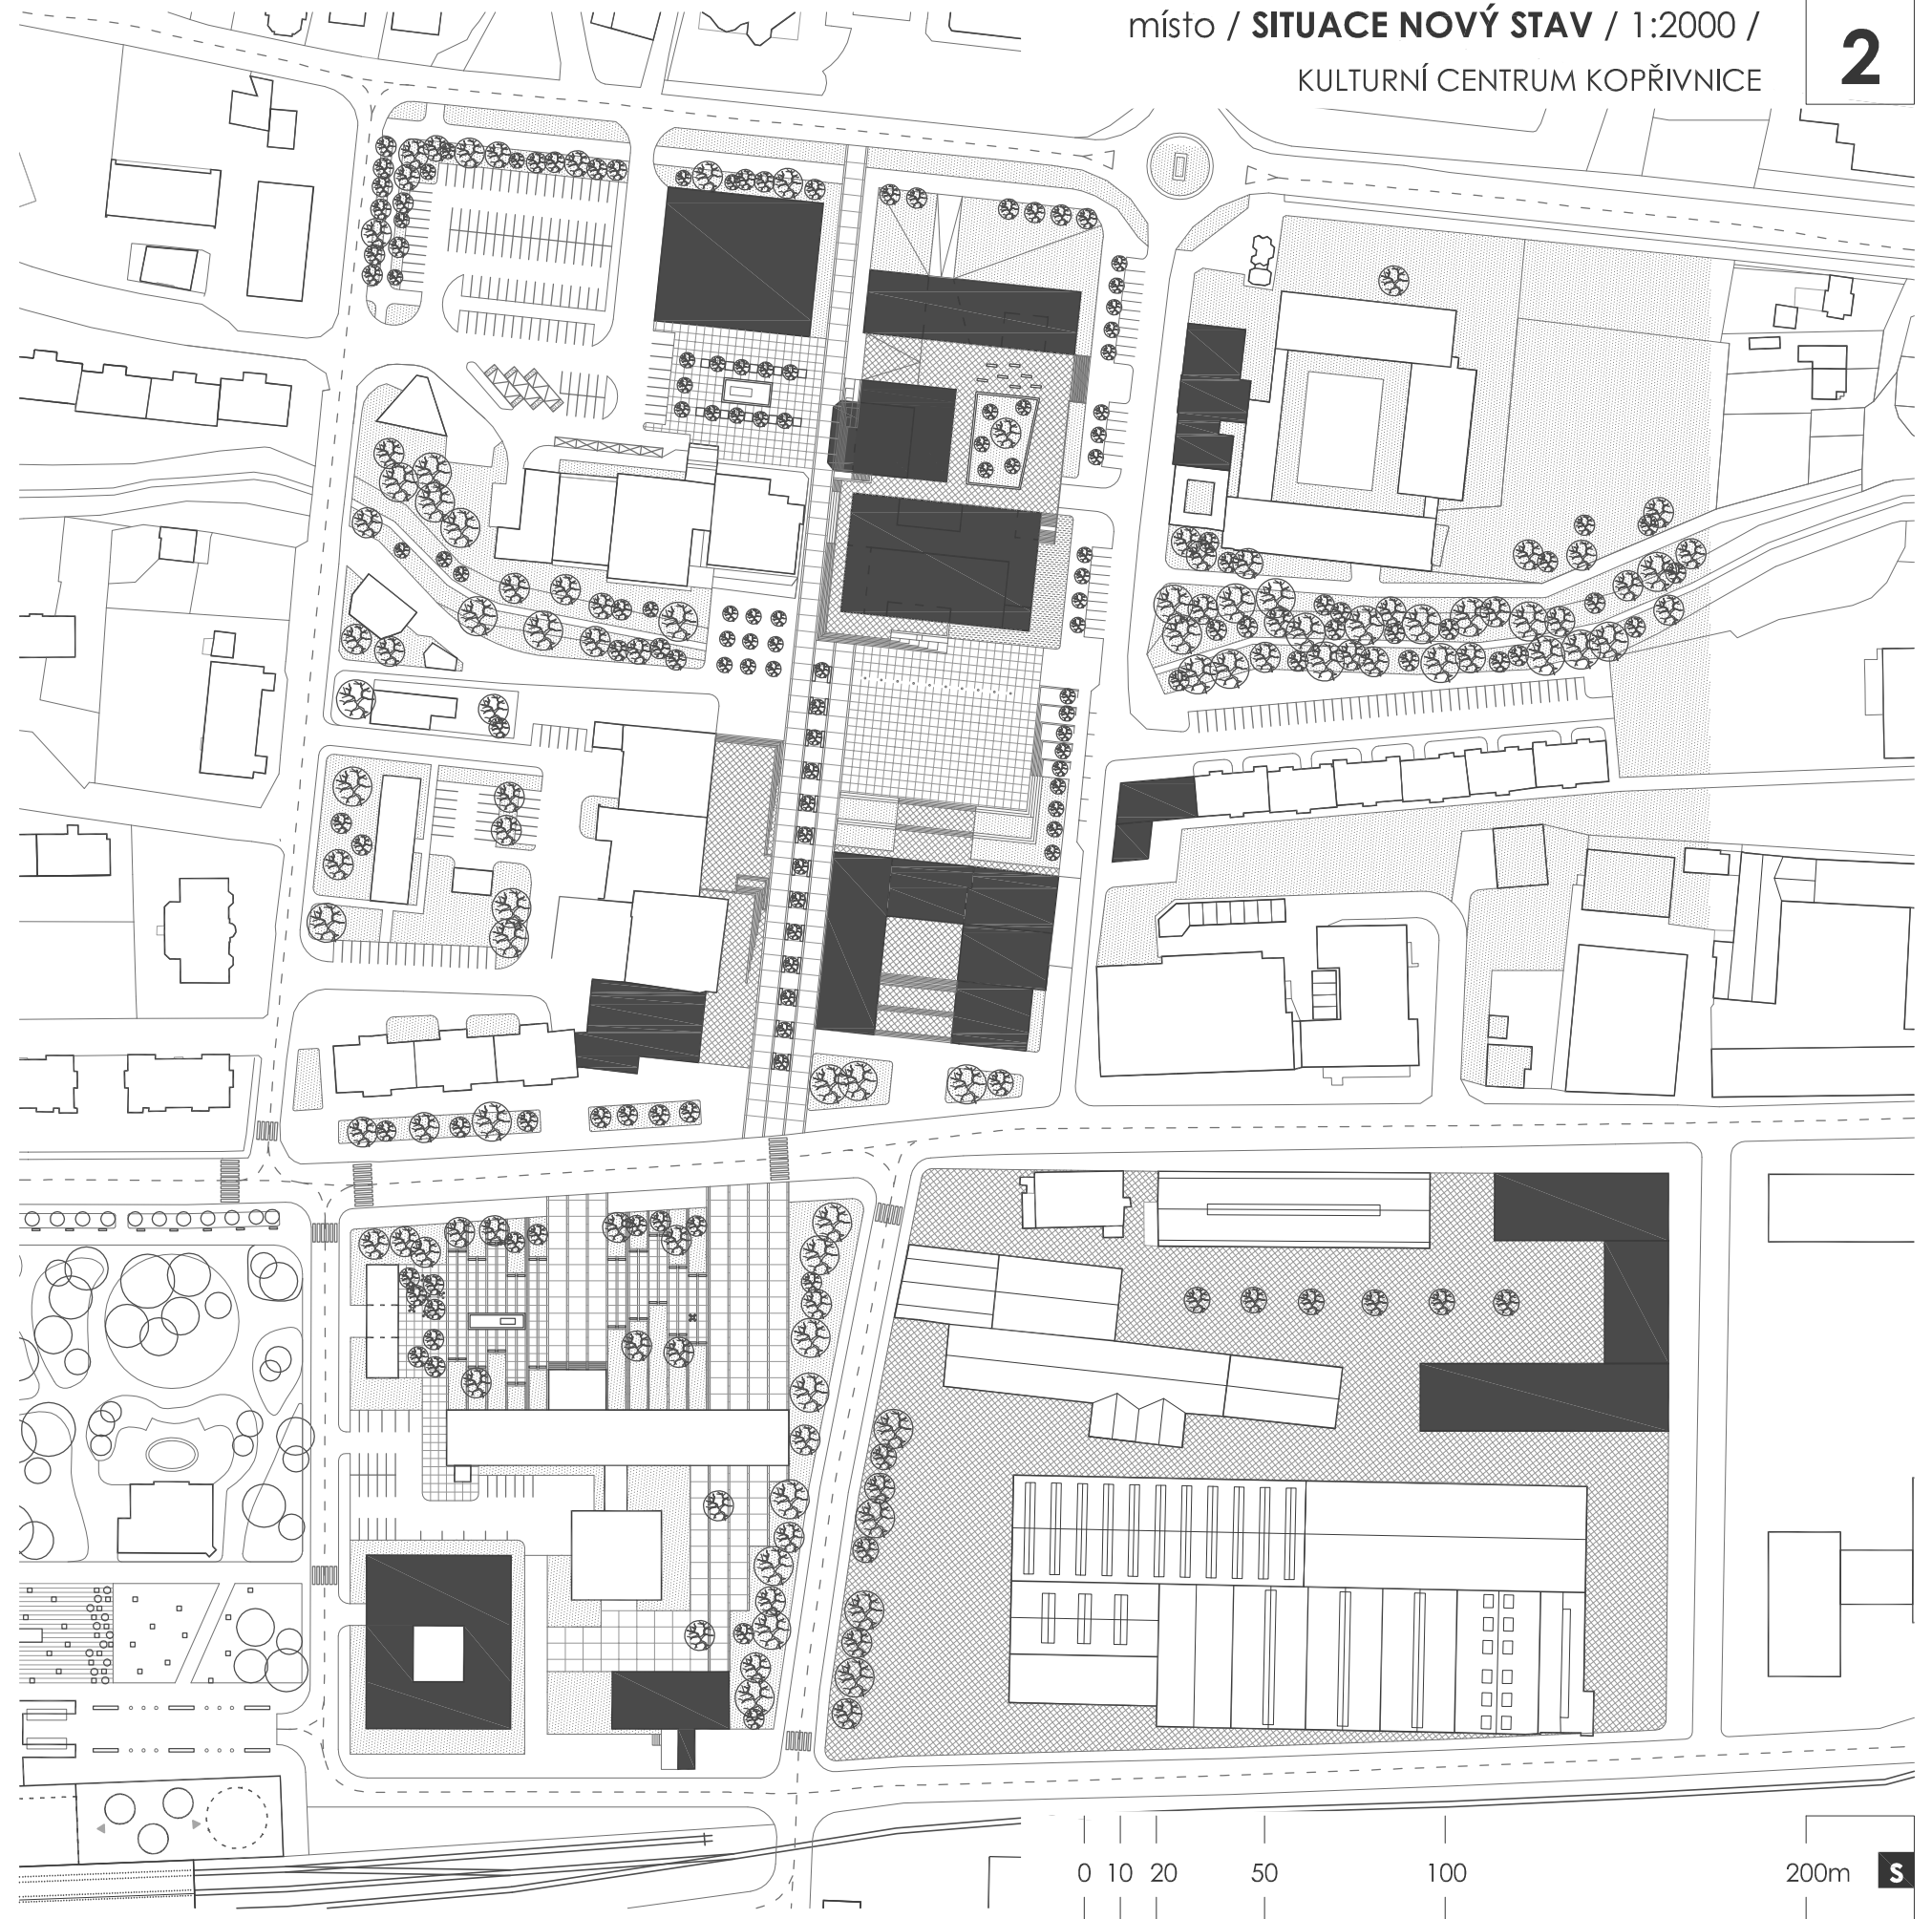 místo / SITUACE NOVÝ STAV / 1:2000 /
2
KULTURNÍ CENTRUM KOPŘIVNICE
0 10 20 50 100 200m S